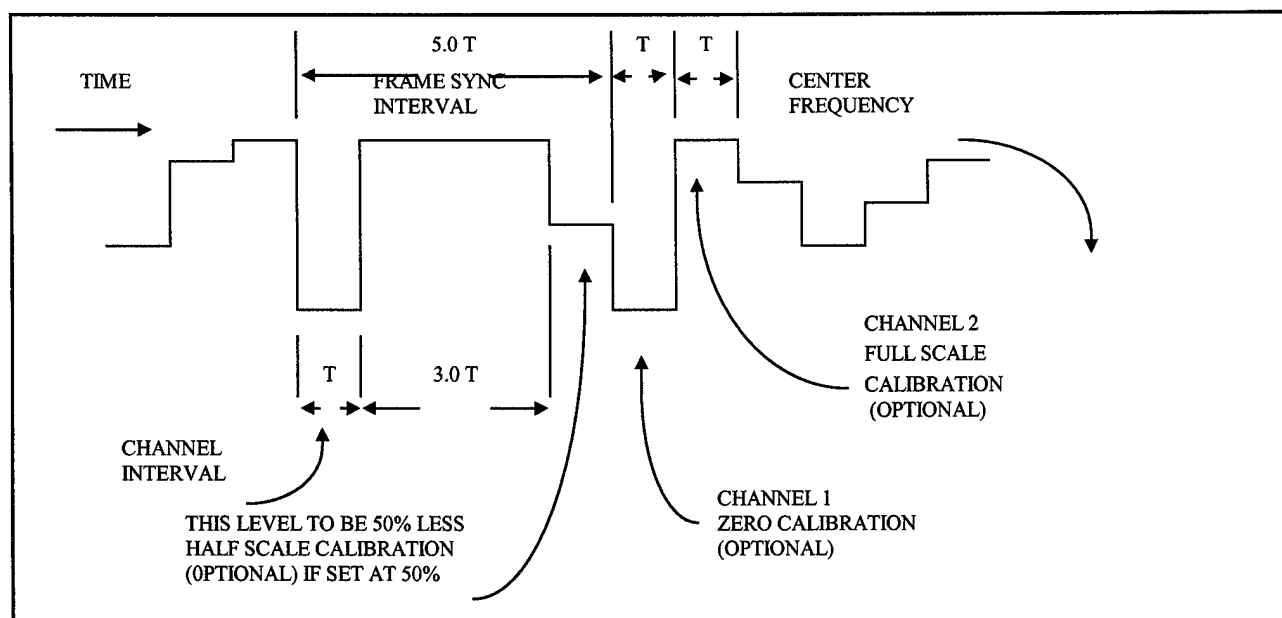 5.0 T
T
T
TIME
FRAME SYNC
INTERVAL
CENTER
FREQUENCY
T
3.0 T
CHANNEL 2
FULL SCALE
CALIBRATION
(OPTIONAL)
CHANNEL
INTERVAL
CHANNEL 1
ZERO CALIBRATION
(OPTIONAL)
THIS LEVEL TO BE 50% LESS
HALF SCALE CALIBRATION
(0PTIONAL) IF SET AT 50%